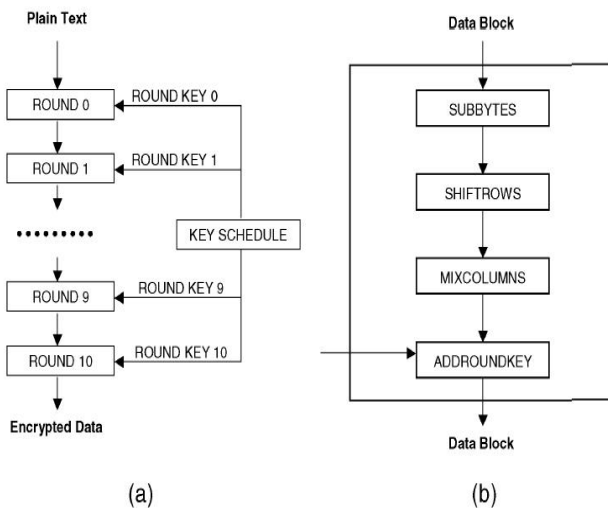 Plain Text
ROUND 0
ROUND KEY 0
ROUND 1
ROUND KEY 1
KEY SCHEDULE
ROUND 9
ROUND KEY 9
ROUND 10
ROUND KEY 10
Encrypted Data
(a)
Data Block
SUBBYTES
SHIFTROWS
MIXCOLUMNS
ADDROUNDKEY
Data Block
(b)